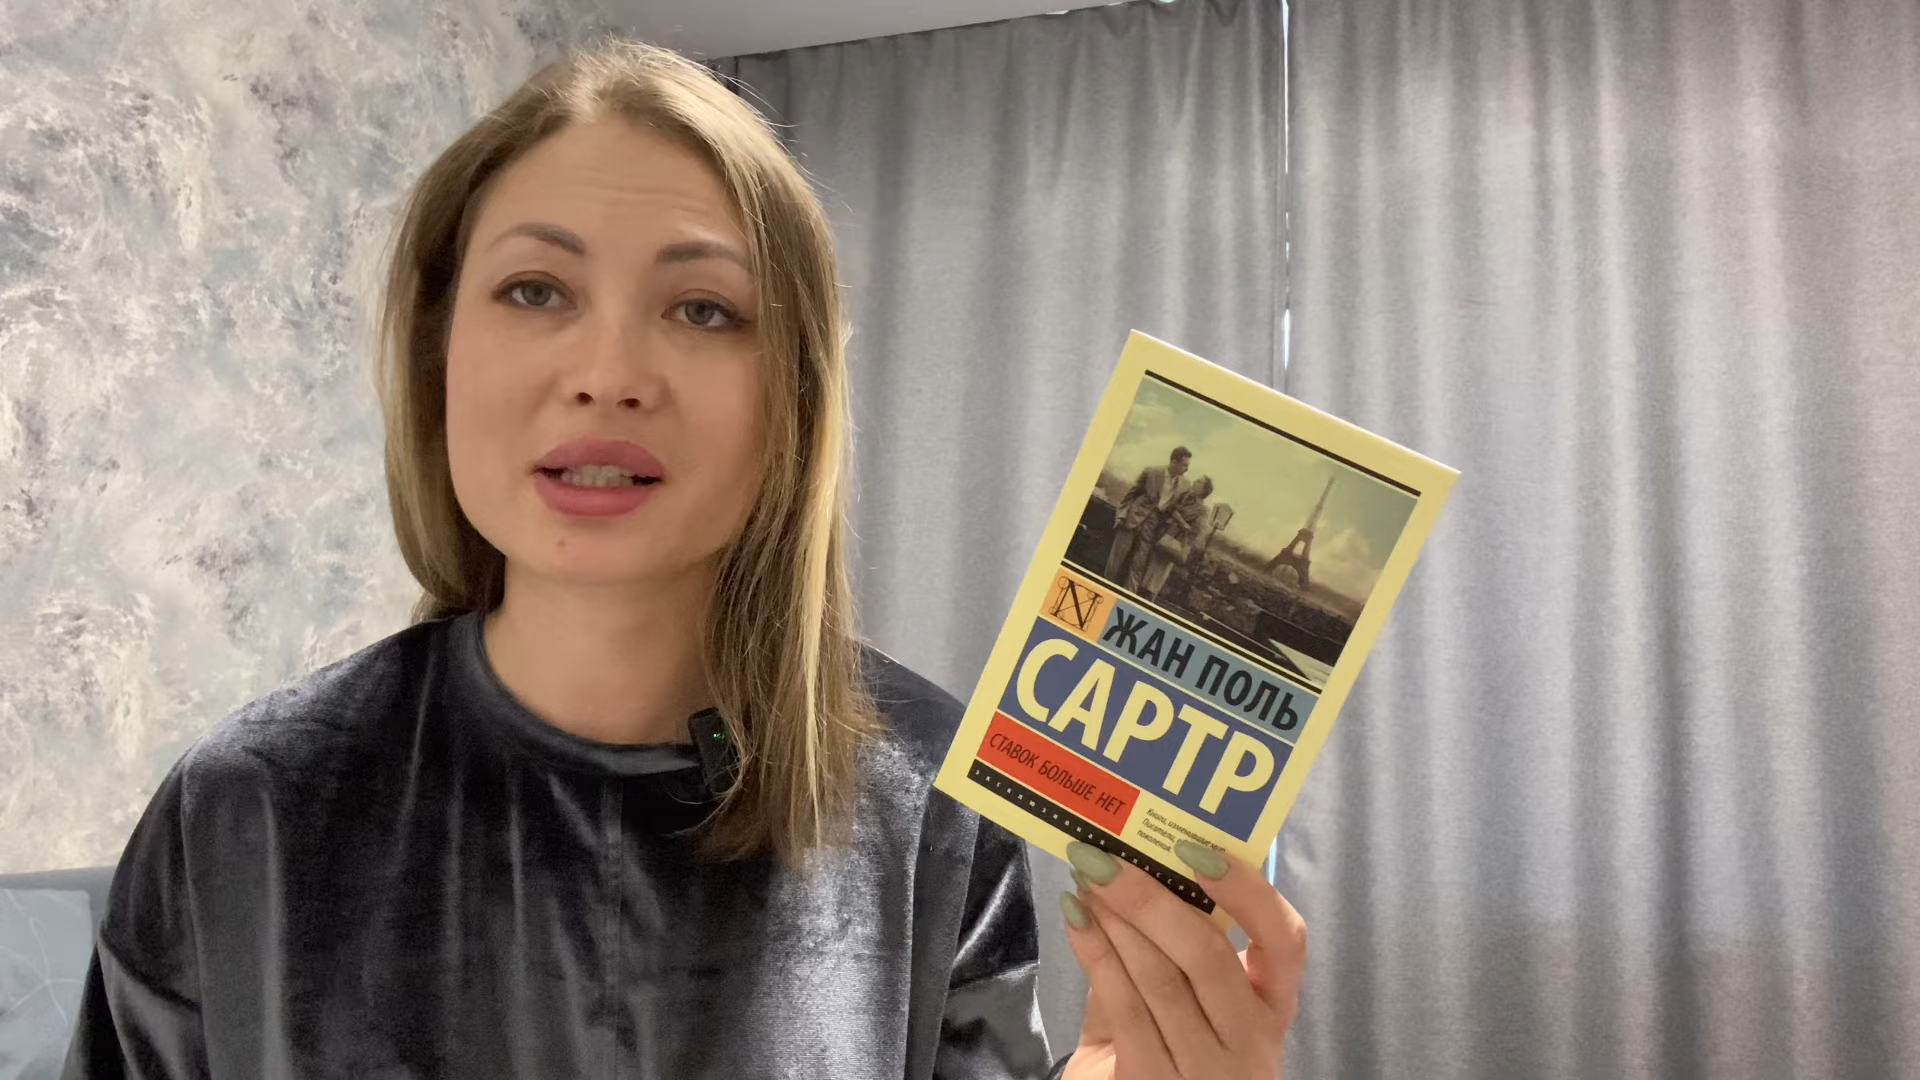 N
ЖАН ПОЛЬ
САРТР
СТАВОК БОЛЬШЕ НЕТ
Книги, изменившие мир.
Писатели,
поколения.
ЭКСКЛЮЗИВНАЯ КЛАССИКА